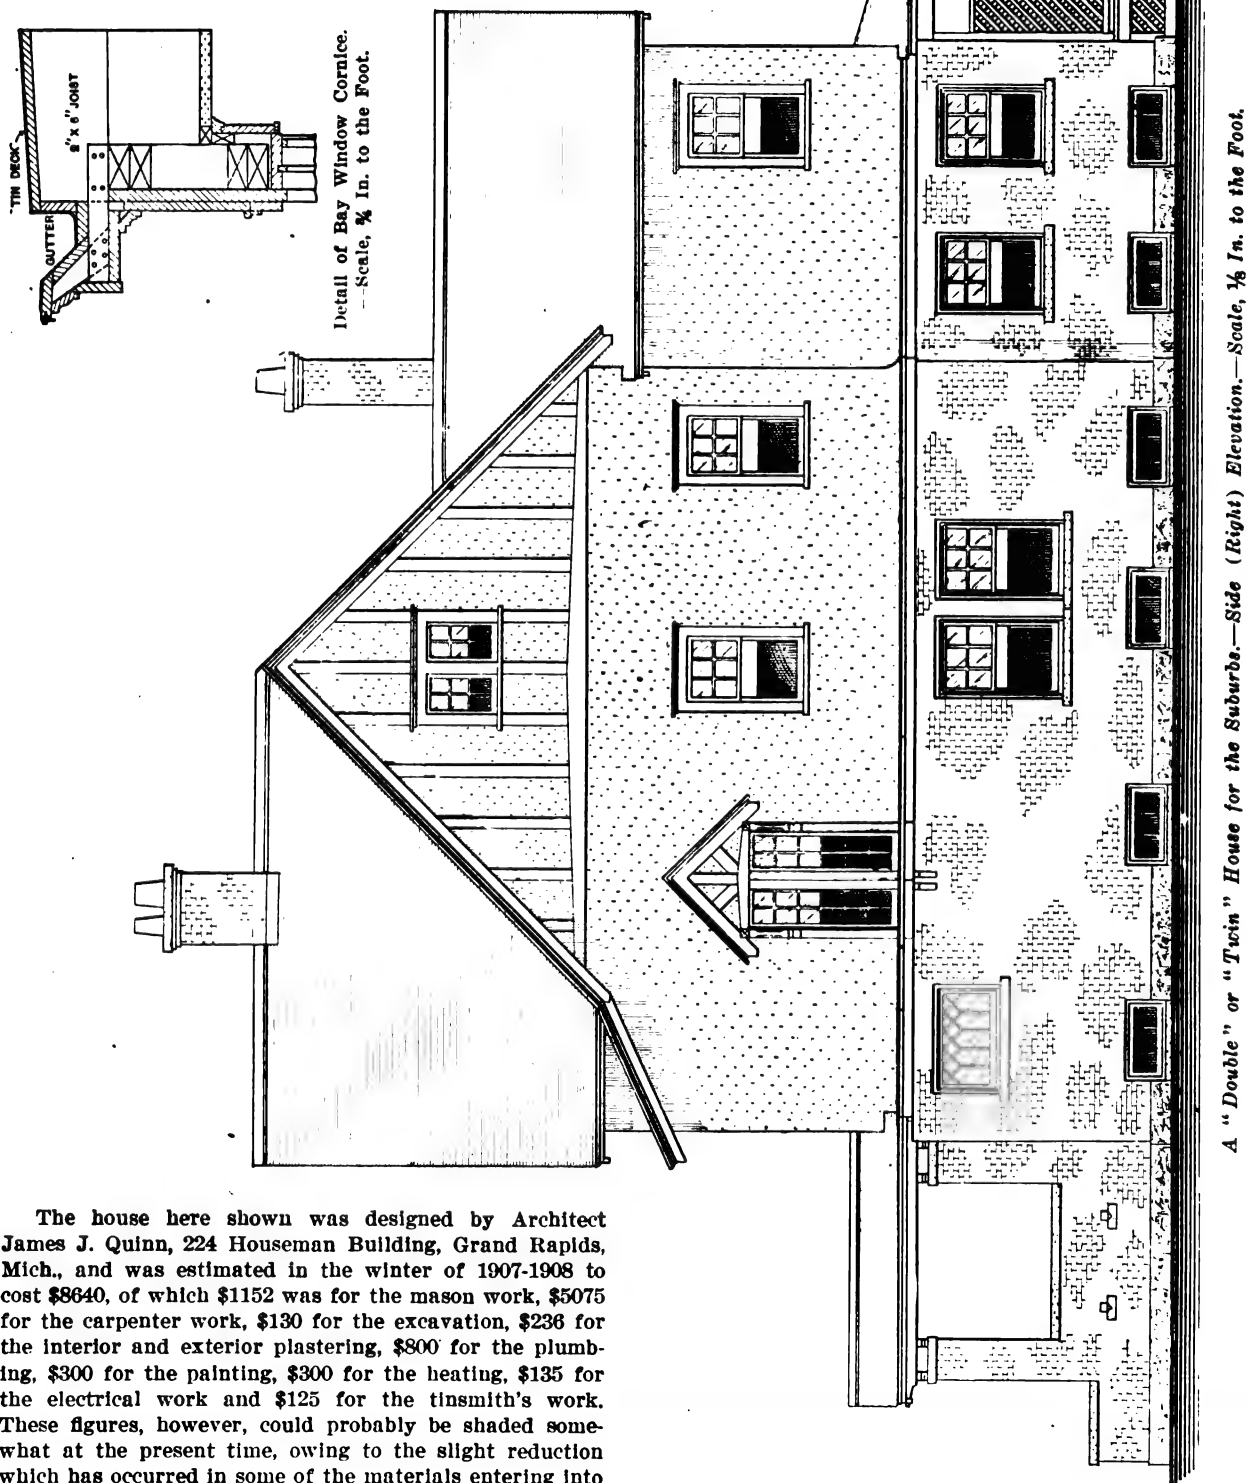 "TIN DECK"
2" x 6" JOIST
GUTTER
Detail of Bay Window Cornice.
—Scale, ¾ In. to the Foot.
A "Double" or "Twin" House for the Suburbs.—Side (Right) Elevation.—Scale, ⅛ In. to the Foot.
The house here shown was designed by Architect
James J. Quinn, 224 Houseman Building, Grand Rapids,
Mich., and was estimated in the winter of 1907-1908 to
cost $8640, of which $1152 was for the mason work, $5075
for the carpenter work, $130 for the excavation, $236 for
the interior and exterior plastering, $800 for the plumb-
ing, $300 for the painting, $300 for the heating, $135 for
the electrical work and $125 for the tinsmith's work.
These figures, however, could probably be shaded some-
what at the present time, owing to the slight reduction
which has occurred in some of the materials entering into